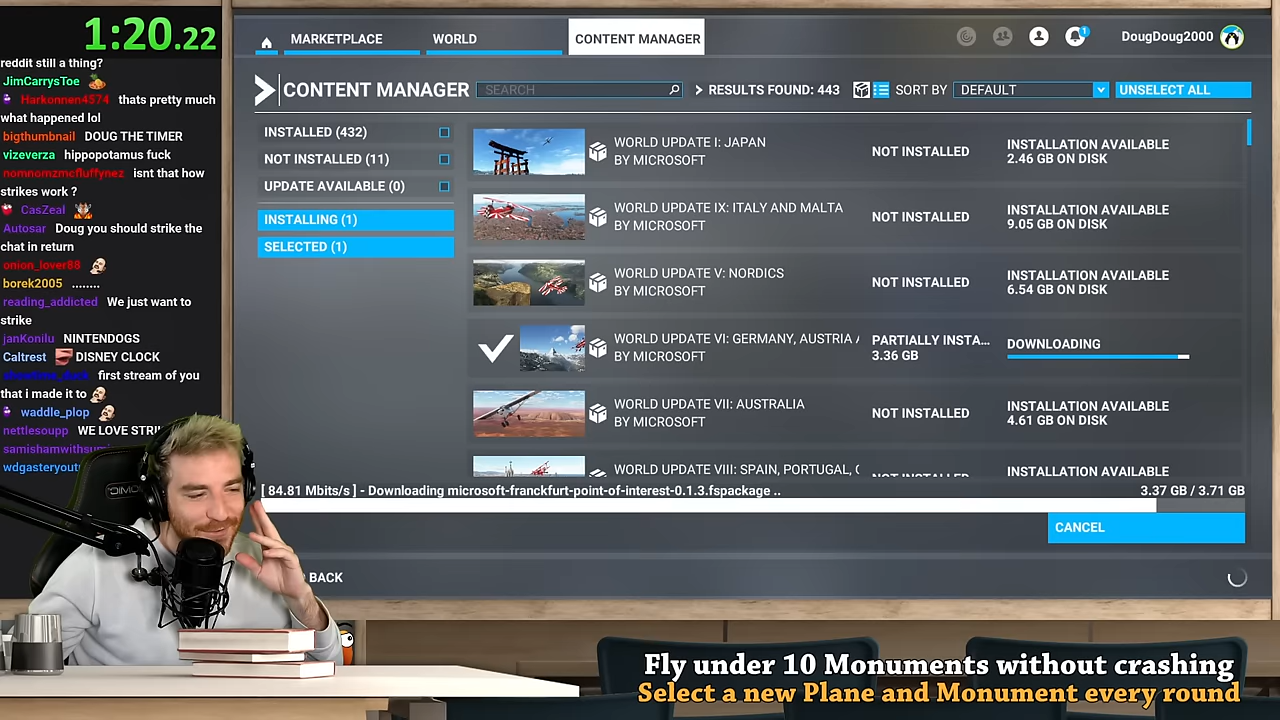 1:20.22
reddit still a thing?
JimCarrysToe
Harkonnen4574 thats pretty much
what happened lol
bigthumbnail DOUG THE TIMER
vizeverza hippopotamus fuck
nomnomzmcfluffynez isnt that how
strikes work ?
CasZeal
Autosar Doug you should strike the
chat in return
onion_lover88
borek2005 ........
reading_addicted We just want to
strike
janKonilu NINTENDOGS
Caltrest DISNEY CLOCK
first stream of you
that i made it to
waddle_plop
nettlesoupp WE LOVE STRI
samishamwithsu
wdgasteryout
MARKETPLACE
WORLD
CONTENT MANAGER
1
DougDoug2000
CONTENT MANAGER
SEARCH
RESULTS FOUND: 443
SORT BY
DEFAULT
UNSELECT ALL
INSTALLED (432)
NOT INSTALLED (11)
UPDATE AVAILABLE (0)
INSTALLING (1)
SELECTED (1)
WORLD UPDATE I: JAPAN
BY MICROSOFT
NOT INSTALLED
INSTALLATION AVAILABLE
2.46 GB ON DISK
WORLD UPDATE IX: ITALY AND MALTA
BY MICROSOFT
NOT INSTALLED
INSTALLATION AVAILABLE
9.05 GB ON DISK
WORLD UPDATE V: NORDICS
BY MICROSOFT
NOT INSTALLED
INSTALLATION AVAILABLE
6.54 GB ON DISK
WORLD UPDATE VI: GERMANY, AUSTRIA
BY MICROSOFT
PARTIALLY INSTA...
3.36 GB
DOWNLOADING
WORLD UPDATE VII: AUSTRALIA
BY MICROSOFT
NOT INSTALLED
INSTALLATION AVAILABLE
4.61 GB ON DISK
WORLD UPDATE VIII: SPAIN, PORTUGAL,
NOT INSTALLED
INSTALLATION AVAILABLE
[ 84.81 Mbits/s ] - Downloading microsoft-franckfurt-point-of-interest-0.1.3.fspackage ..
3.37 GB / 3.71 GB
CANCEL
BACK
Fly under 10 Monuments without crashing
Select a new Plane and Monument every round